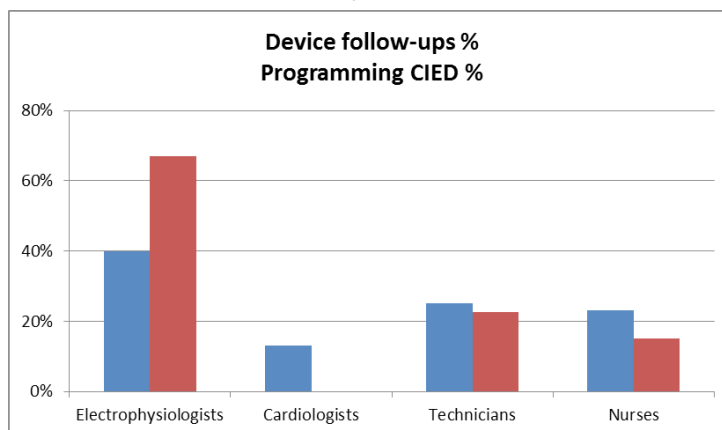 Device follow-ups %
Programming CIED %
80%
60%
40%
20%
0%
Electrophysiologists Cardiologists Technicians Nurses